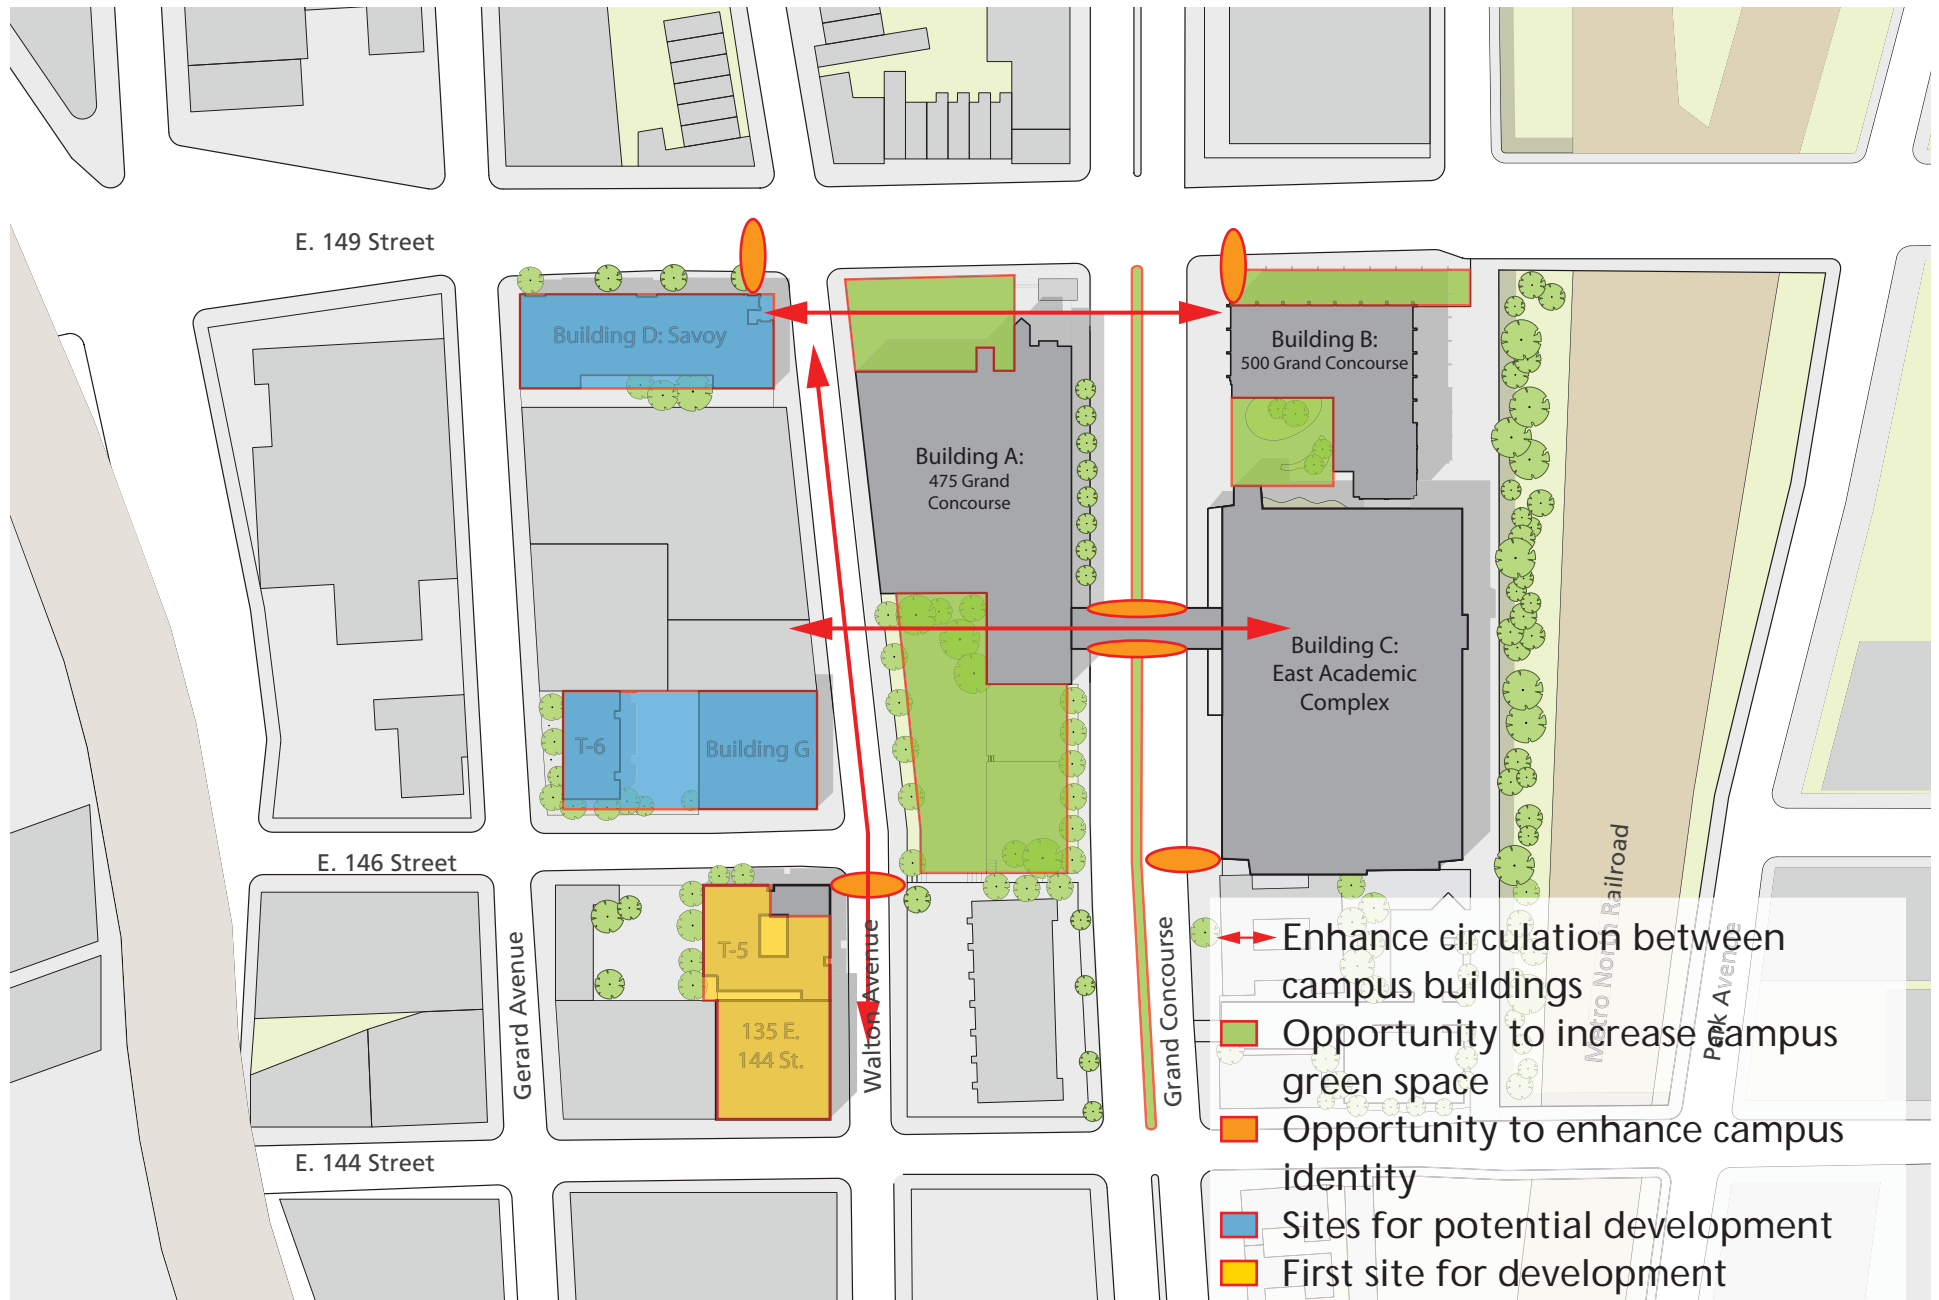 E. 149 Street
Building D: Savoy
Building B:
500 Grand Concourse
Building A:
475 Grand
Concourse
Building C:
East Academic
Complex
T-6
Building G
E. 146 Street
T-5
135 E.
144 St.
Gerard Avenue
Walton Avenue
Grand Concourse
Metro North Railroad
Park Avenue
E. 144 Street
Enhance circulation between
campus buildings
Opportunity to increase campus
green space
Opportunity to enhance campus
identity
Sites for potential development
First site for development